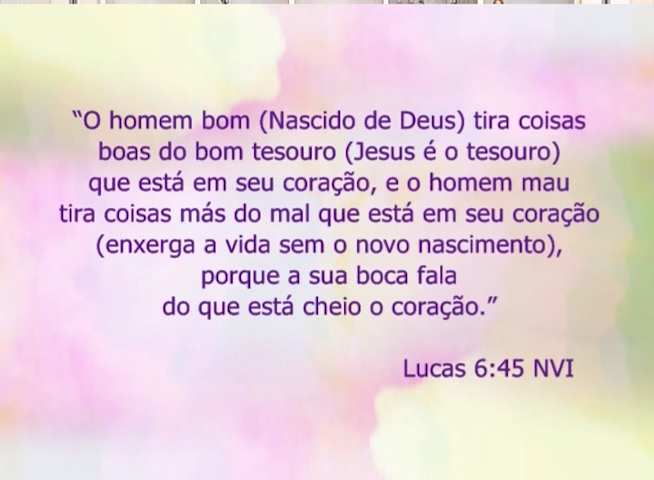 “O homem bom (Nascido de Deus) tira coisas
boas do bom tesouro (Jesus é o tesouro)
que está em seu coração, e o homem mau
tira coisas más do mal que está em seu coração
(enxerga a vida sem o novo nascimento),
porque a sua boca fala
do que está cheio o coração.”
Lucas 6:45 NVI